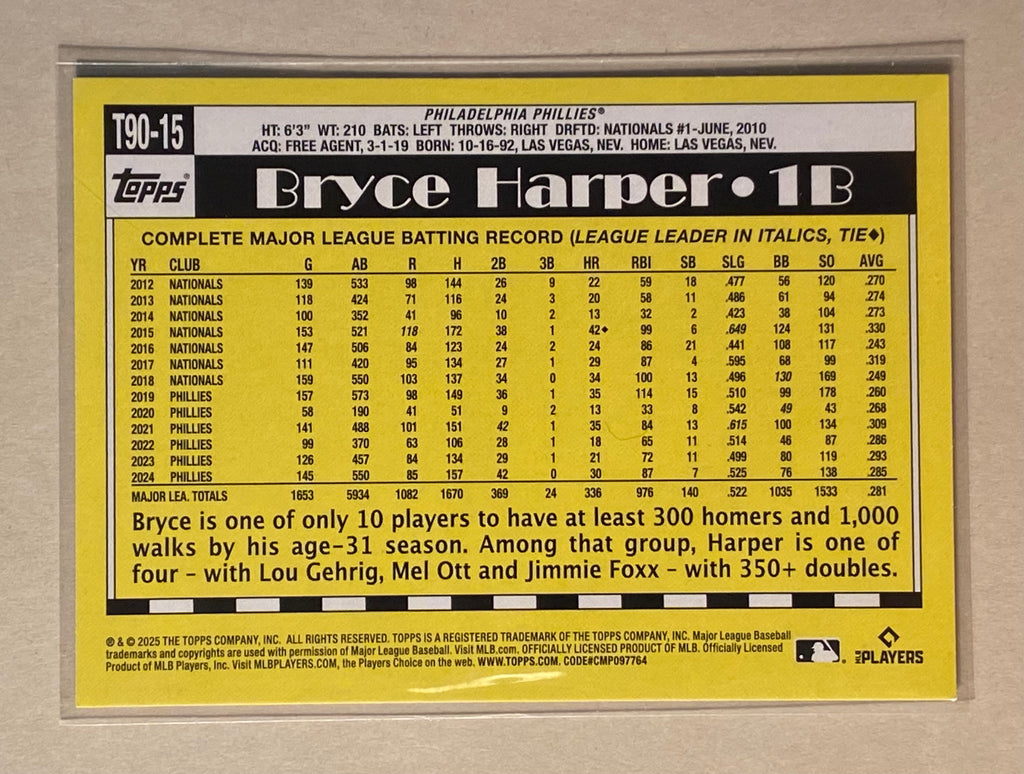 T90-15
PHILADELPHIA PHILLIES®
HT: 6'3" WT: 210 BATS: LEFT THROWS: RIGHT DRFTD: NATIONALS #1-JUNE, 2010
ACQ: FREE AGENT, 3-1-19 BORN: 10-16-92, LAS VEGAS, NEV. HOME: LAS VEGAS, NEV.
Topps® Bryce Harper • 1B
COMPLETE MAJOR LEAGUE BATTING RECORD (LEAGUE LEADER IN ITALICS, TIE◆)
YR CLUB G AB R H 2B 3B HR RBI SB SLG BB SO AVG
2012 NATIONALS 139 533 98 144 26 9 22 59 18 .477 56 120 .270
2013 NATIONALS 118 424 71 116 24 3 20 58 11 .486 61 94 .274
2014 NATIONALS 100 352 41 96 10 2 13 32 2 .423 38 104 .273
2015 NATIONALS 153 521 118 172 38 1 42◆ 99 6 .649 124 131 .330
2016 NATIONALS 147 506 84 123 24 2 24 86 21 .441 108 117 .243
2017 NATIONALS 111 420 95 134 27 1 29 87 4 .595 68 99 .319
2018 NATIONALS 159 550 103 137 34 0 34 100 13 .496 130 169 .249
2019 PHILLIES 157 573 98 149 36 1 35 114 15 .510 99 178 .260
2020 PHILLIES 58 190 41 51 9 2 13 33 8 .542 49 43 .268
2021 PHILLIES 141 488 101 151 42 1 35 84 13 .615 100 134 .309
2022 PHILLIES 99 370 63 106 28 1 18 65 11 .514 46 87 .286
2023 PHILLIES 126 457 84 134 29 1 21 72 11 .499 80 119 .293
2024 PHILLIES 145 550 85 157 42 0 30 87 7 .525 76 138 .285
MAJOR LEA. TOTALS 1653 5934 1082 1670 369 24 336 976 140 .522 1035 1533 .281
Bryce is one of only 10 players to have at least 300 homers and 1,000
walks by his age-31 season. Among that group, Harper is one of
four – with Lou Gehrig, Mel Ott and Jimmie Foxx – with 350+ doubles.
® & © 2025 THE TOPPS COMPANY, INC. ALL RIGHTS RESERVED. TOPPS IS A REGISTERED TRADEMARK OF THE TOPPS COMPANY, INC. Major League Baseball
trademarks and copyrights are used with permission of Major League Baseball. Visit MLB.com. OFFICIALLY LICENSED PRODUCT OF MLB. Officially Licensed
Product of MLB Players, Inc. Visit MLBPLAYERS.COM, the Players Choice on the web. WWW.TOPPS.COM. CODE#CMP097764
MLB PLAYERS